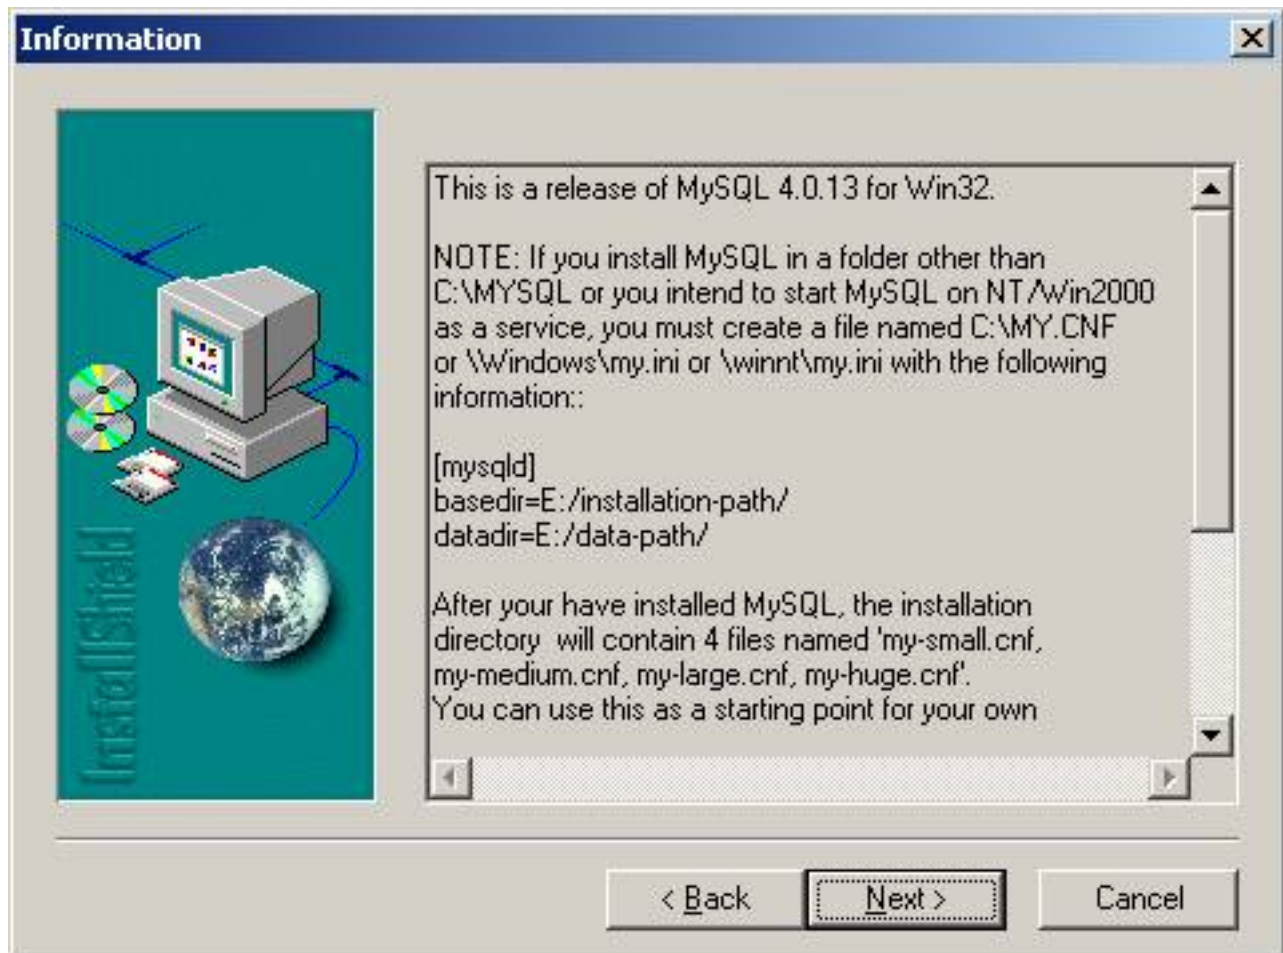 Information
This is a release of MySQL 4.0.13 for Win32.
NOTE: If you install MySQL in a folder other than
C:\MYSQL or you intend to start MySQL on NT/Win2000
as a service, you must create a file named C:\MY.CNF
or \Windows\my.ini or \winnt\my.ini with the following
information::
[mysqld]
basedir=E:/installation-path/
datadir=E:/data-path/
After your have installed MySQL, the installation
directory  will contain 4 files named 'my-small.cnf,
my-medium.cnf, my-large.cnf, my-huge.cnf'.
You can use this as a starting point for your own
InstallShield
< Back
Next >
Cancel